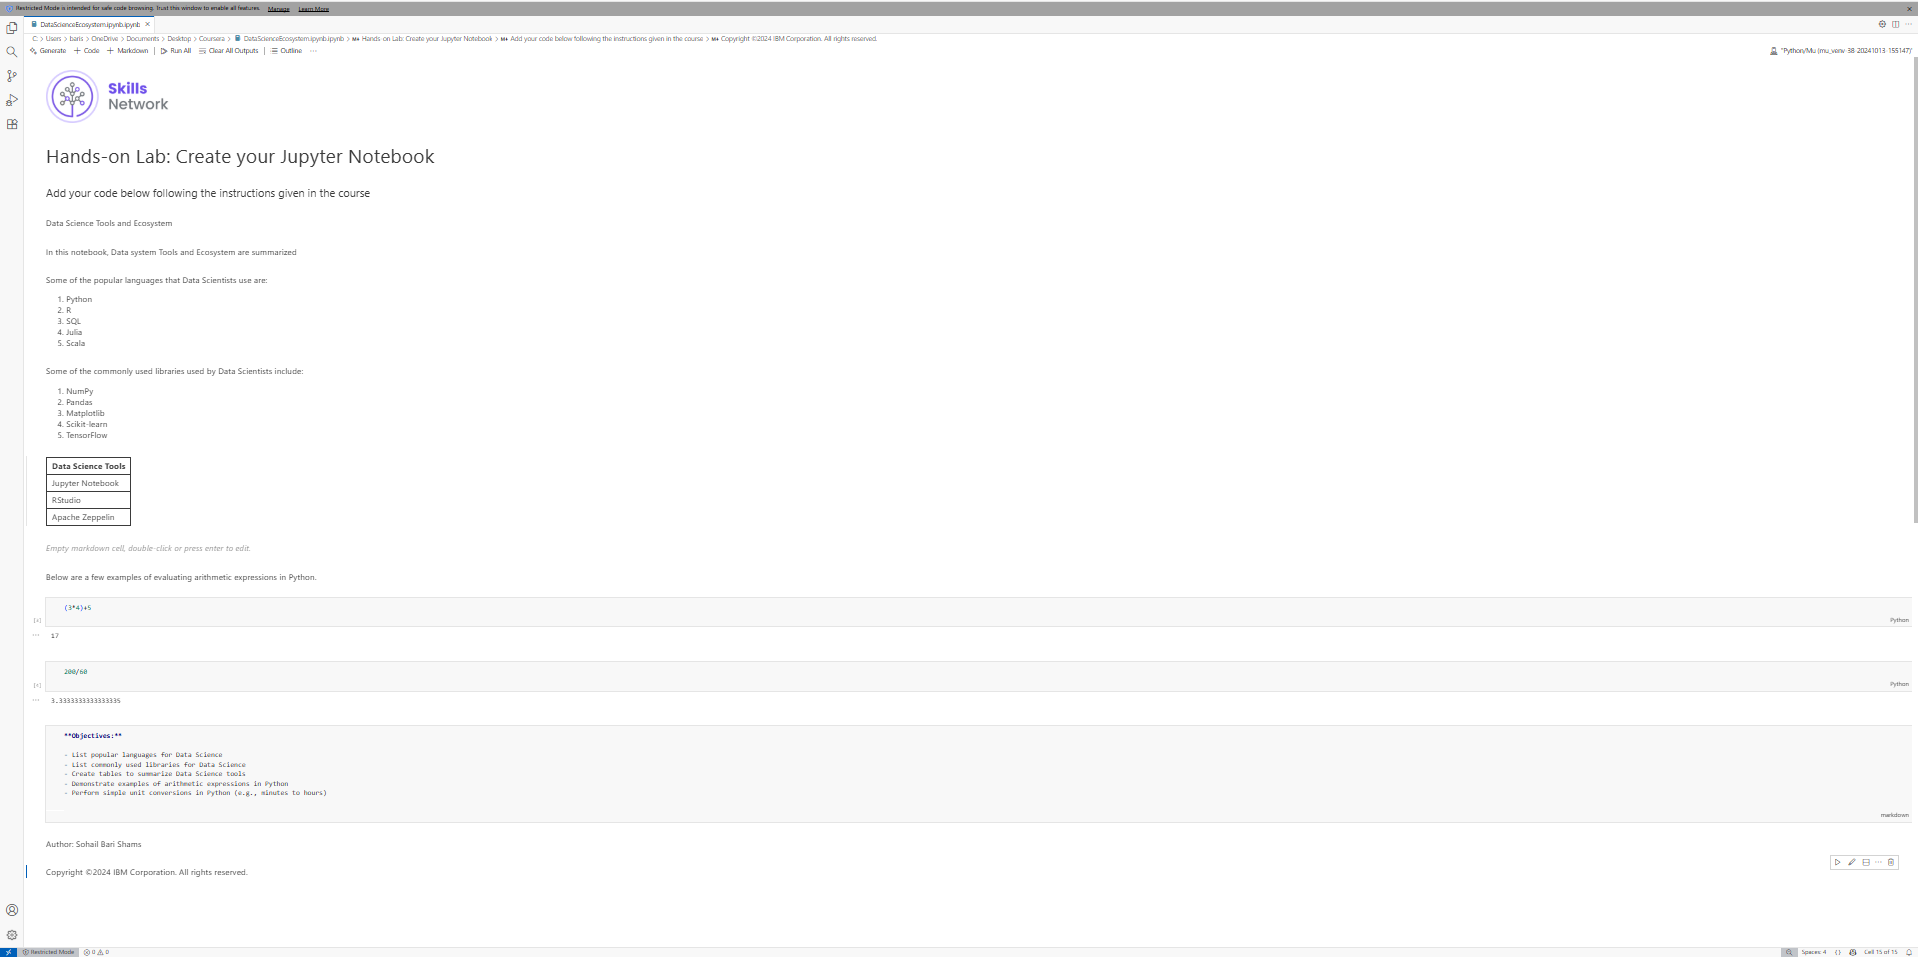 Restricted Mode is intended for safe code browsing. Trust this window to enable all features. Manage Learn More
DataScienceEcosystem.ipynb.ipynb
C: > Users > baris > OneDrive > Documents > Desktop > Coursera > DataScienceEcosystem.ipynb.ipynb > M↓ Hands-on Lab: Create your Jupyter Notebook > M↓ Add your code below following the instructions given in the course > M↓ Copyright ©2024 IBM Corporation. All rights reserved.
Generate + Code + Markdown | Run All Clear All Outputs | Outline ...
"Python/Mu (mu_venv-38-20241013-155147)"
Skills
Network
Hands-on Lab: Create your Jupyter Notebook
Add your code below following the instructions given in the course
Data Science Tools and Ecosystem
In this notebook, Data system Tools and Ecosystem are summarized
Some of the popular languages that Data Scientists use are:
1. Python
2. R
3. SQL
4. Julia
5. Scala
Some of the commonly used libraries used by Data Scientists include:
1. NumPy
2. Pandas
3. Matplotlib
4. Scikit-learn
5. TensorFlow
Data Science Tools
Jupyter Notebook
RStudio
Apache Zeppelin
Empty markdown cell, double-click or press enter to edit.
Below are a few examples of evaluating arithmetic expressions in Python.
(3*4)+5
Python
17
200/60
Python
3.3333333333333335
**Objectives:**
- List popular languages for Data Science
- List commonly used libraries for Data Science
- Create tables to summarize Data Science tools
- Demonstrate examples of arithmetic expressions in Python
- Perform simple unit conversions in Python (e.g., minutes to hours)
markdown
Author: Sohail Bari Shams
Copyright ©2024 IBM Corporation. All rights reserved.
Restricted Mode 0 0
Spaces: 4 {} Cell 15 of 15